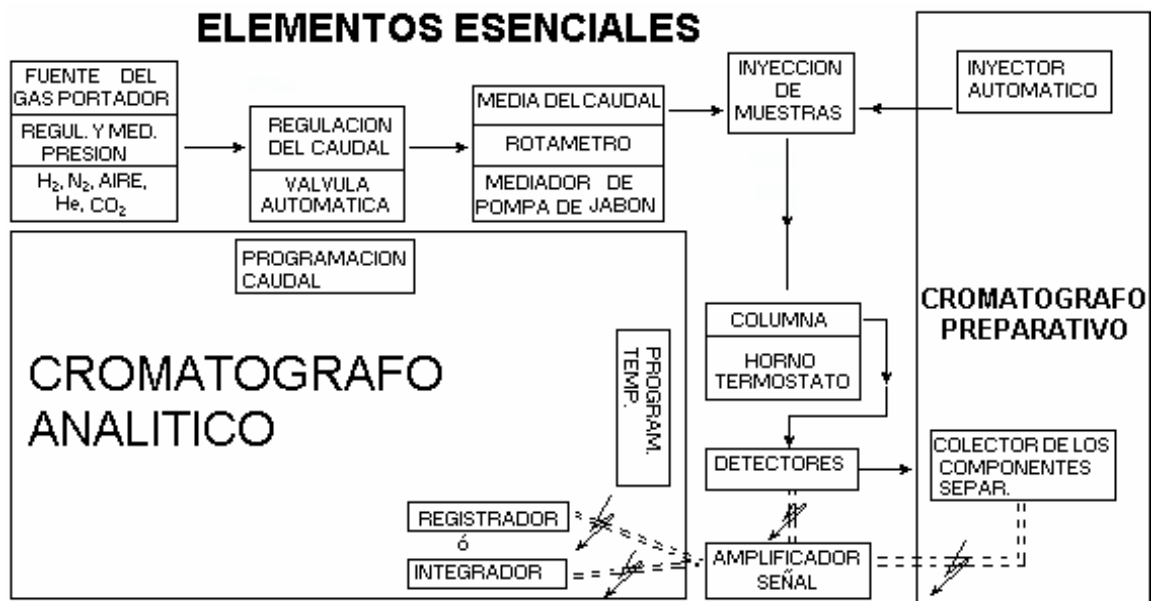 ELEMENTOS ESENCIALES
FUENTE DEL
GAS PORTADOR
REGUL. Y MED.
PRESION
H₂, N₂, AIRE,
He, CO₂
REGULACION
DEL CAUDAL
VALVULA
AUTOMATICA
MEDIA DEL CAUDAL
ROTAMETRO
MEDIADOR DE
POMPA DE JABON
INYECCION
DE
MUESTRAS
INYECTOR
AUTOMATICO
PROGRAMACION
CAUDAL
CROMATOGRAFO
ANALITICO
PROGRAM.
TEMP.
COLUMNA
HORNO
TERMOSTATO
CROMATOGRAFO
PREPARATIVO
DETECTORES
COLECTOR DE LOS
COMPONENTES
SEPAR.
REGISTRADOR
ó
INTEGRADOR
AMPLIFICADOR
SEÑAL